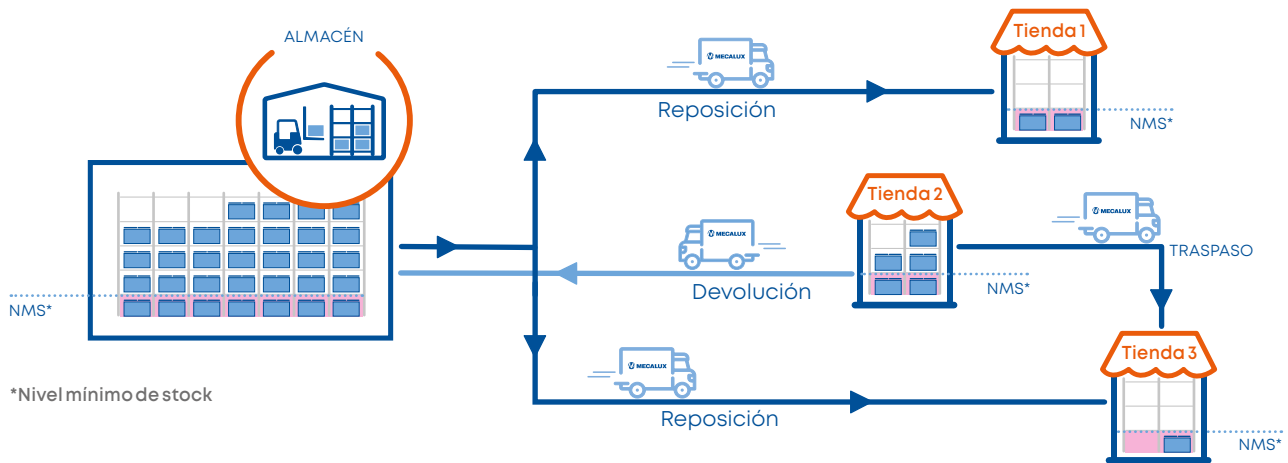 ALMACÉN
Tienda 1
MECALUX
Reposición
NMS*
Tienda 2
MECALUX
MECALUX
TRASPASO
Devolución
NMS*
NMS*
Tienda 3
MECALUX
Reposición
*Nivel mínimo de stock
NMS*